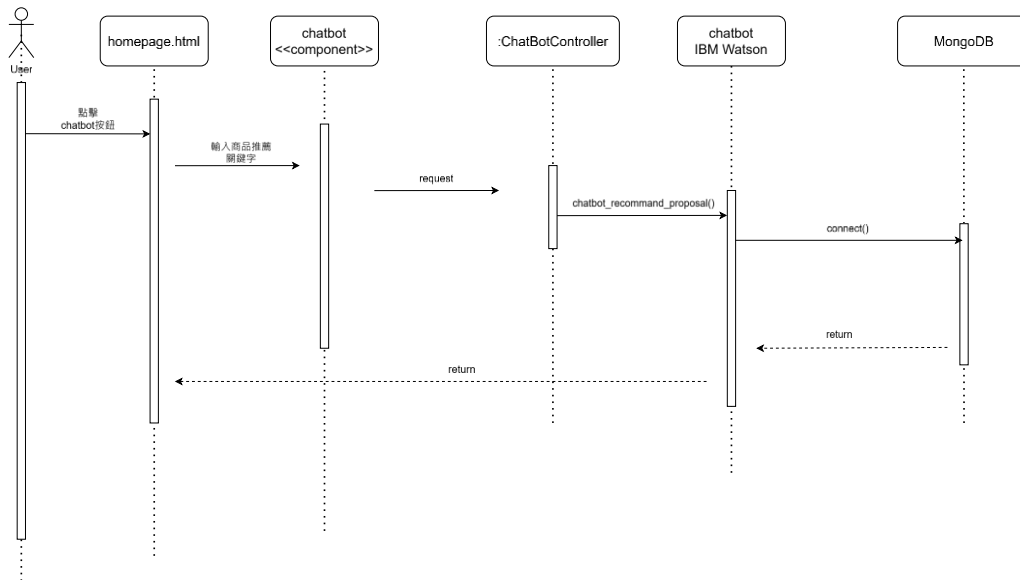 User
homepage.html
chatbot
<<component>>
:ChatBotController
chatbot
IBM Watson
MongoDB
點擊
chatbot按鈕
輸入商品推薦
關鍵字
request
chatbot_recommand_proposal()
connect()
return
return